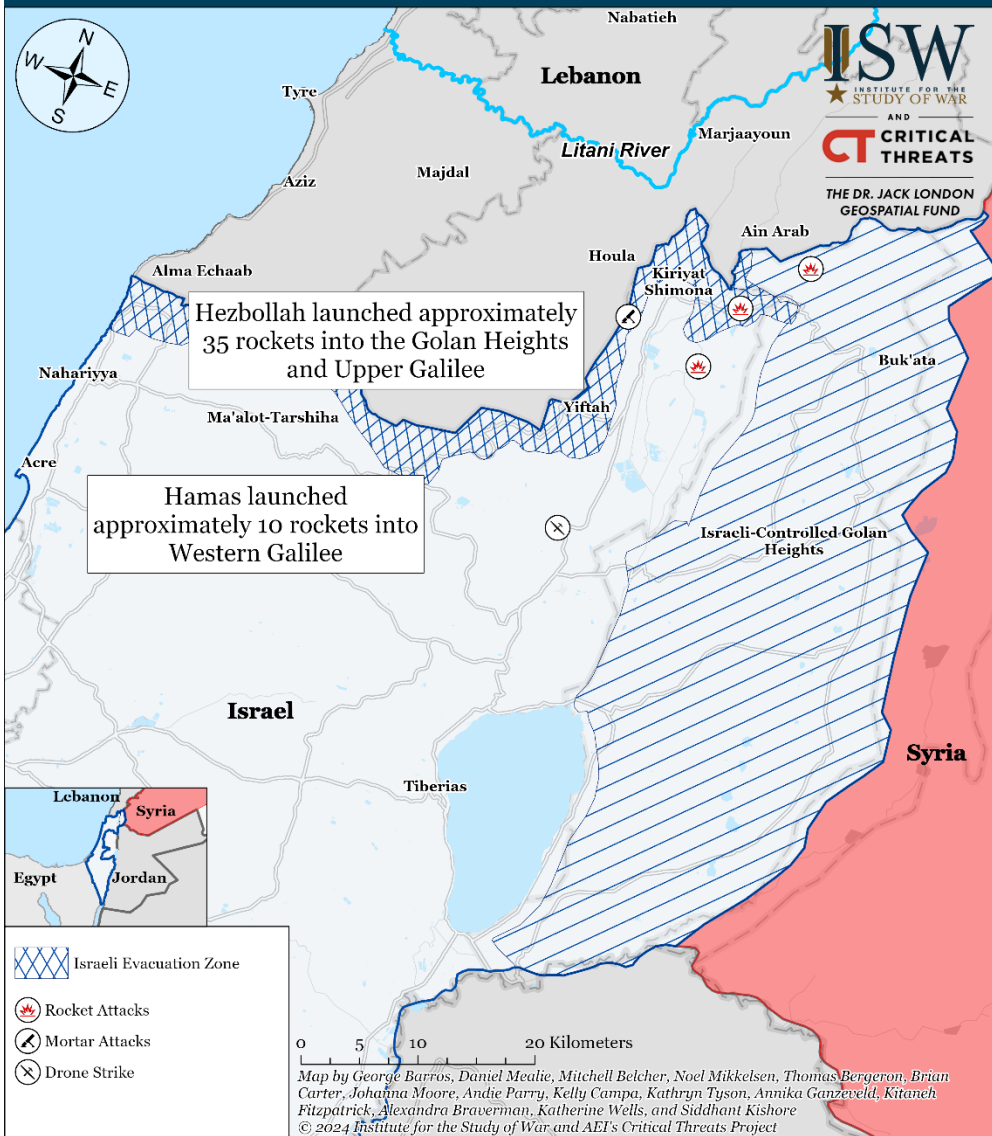 Nabatieh
N
W
E
S
Lebanon
ISW
INSTITUTE FOR THE
STUDY OF WAR
AND
CT CRITICAL
THREATS
THE DR. JACK LONDON
GEOSPATIAL FUND
Tyre
Marjaayoun
Litani River
Majdal
Aziz
Ain Arab
Houla
Alma Echaab
Kiriyat
Shimona
Hezbollah launched approximately
35 rockets into the Golan Heights
and Upper Galilee
Buk'ata
Nahariyya
Yiftah
Ma'alot-Tarshiha
Acre
Hamas launched
approximately 10 rockets into
Western Galilee
Israeli-Controlled Golan
Heights
Israel
Syria
Tiberias
Lebanon
Syria
Egypt
Jordan
Israeli Evacuation Zone
Rocket Attacks
Mortar Attacks
Drone Strike
0 5 10 20 Kilometers
Map by George Barros, Daniel Mealie, Mitchell Belcher, Noel Mikkelsen, Thomas Bergeron, Brian
Carter, Johanna Moore, Andie Parry, Kelly Campa, Kathryn Tyson, Annika Ganzeveld, Kitaneh
Fitzpatrick, Alexandra Braverman, Katherine Wells, and Siddhant Kishore
© 2024 Institute for the Study of War and AEI's Critical Threats Project